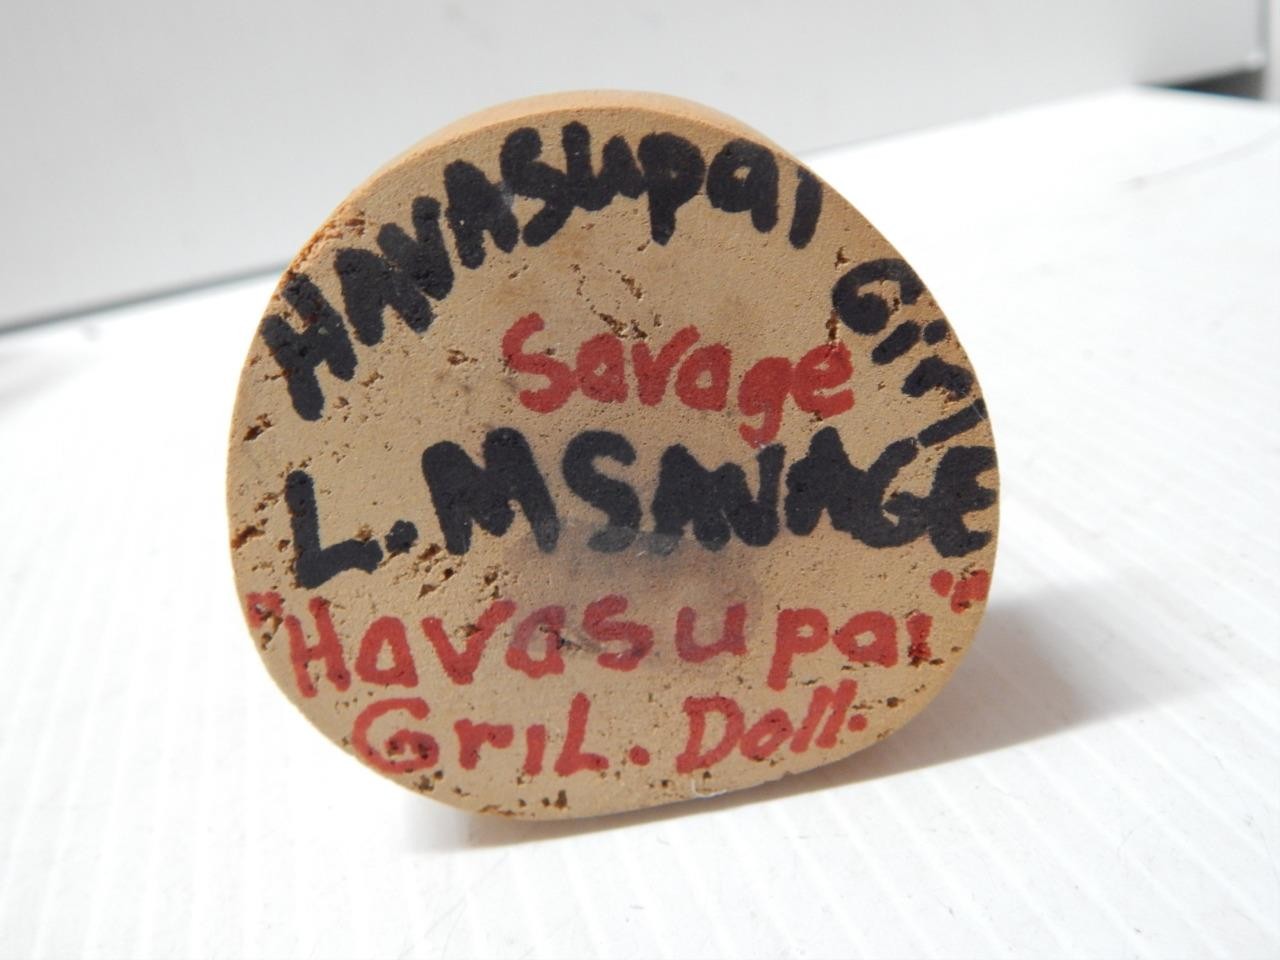 HAVASupai Girl
Savage
L. MSAVAGE
"Havasupai"
GriL. Doll.